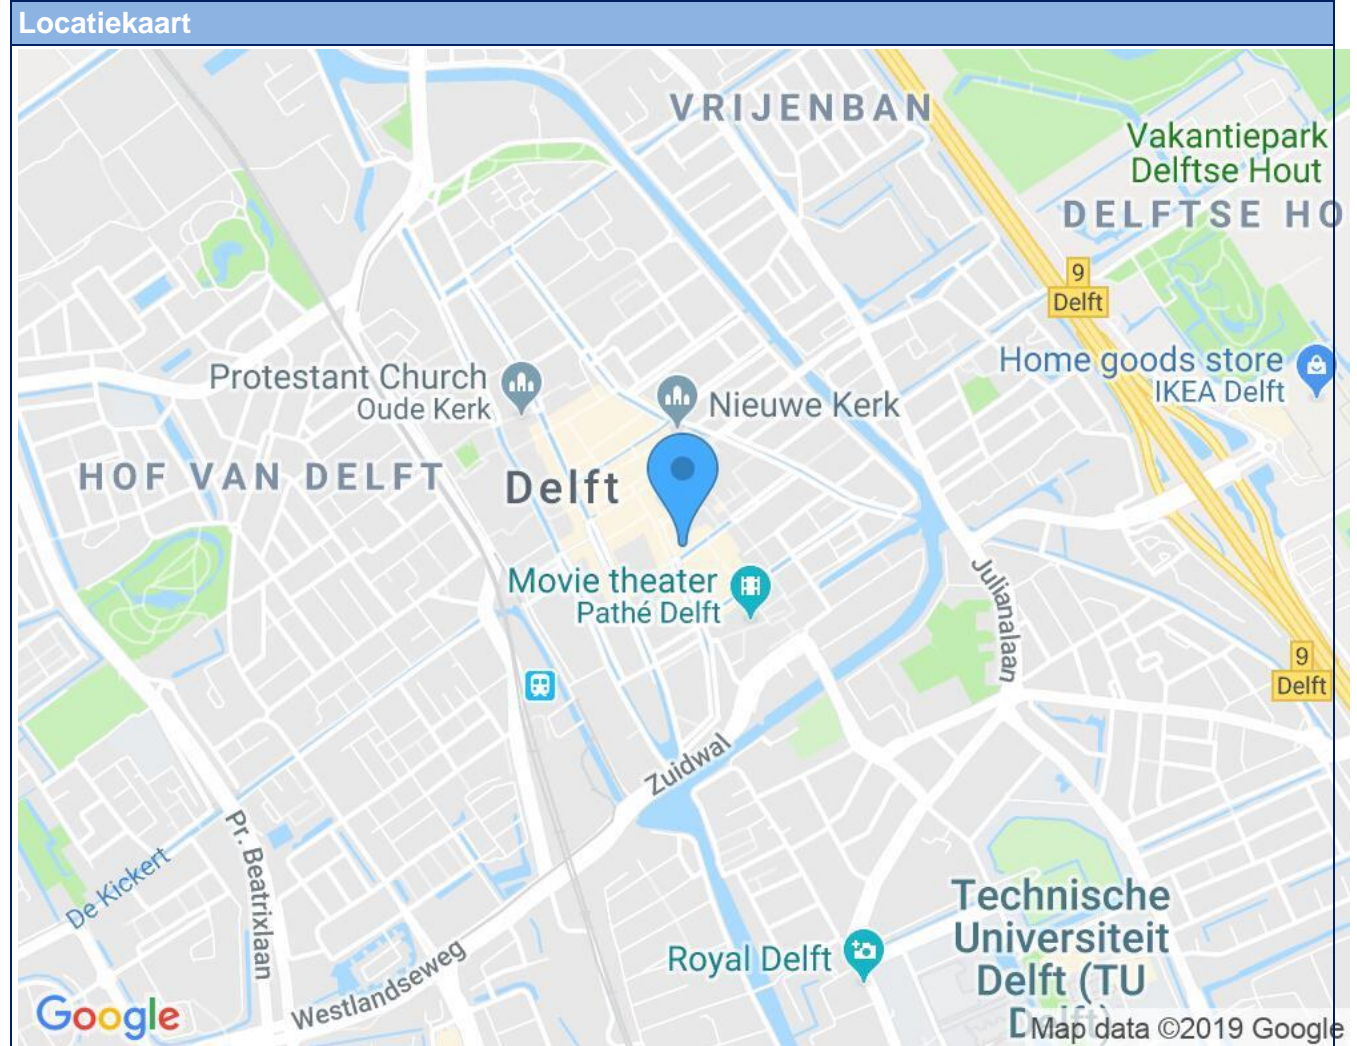 Locatiekaart
VRIJENBAN
Vakantiepark
Delftse Hout
DELFTSE HO
9
Delft
Home goods store
IKEA Delft
Protestant Church
Oude Kerk
Nieuwe Kerk
HOF VAN DELFT
Delft
Movie theater
Pathé Delft
Julianalaan
9
Delft
Zuidwal
Pr. Beatrixlaan
De Kickert
Westlandseweg
Royal Delft
Technische
Universiteit
Delft (TU
Delft)
Google
Map data ©2019 Google